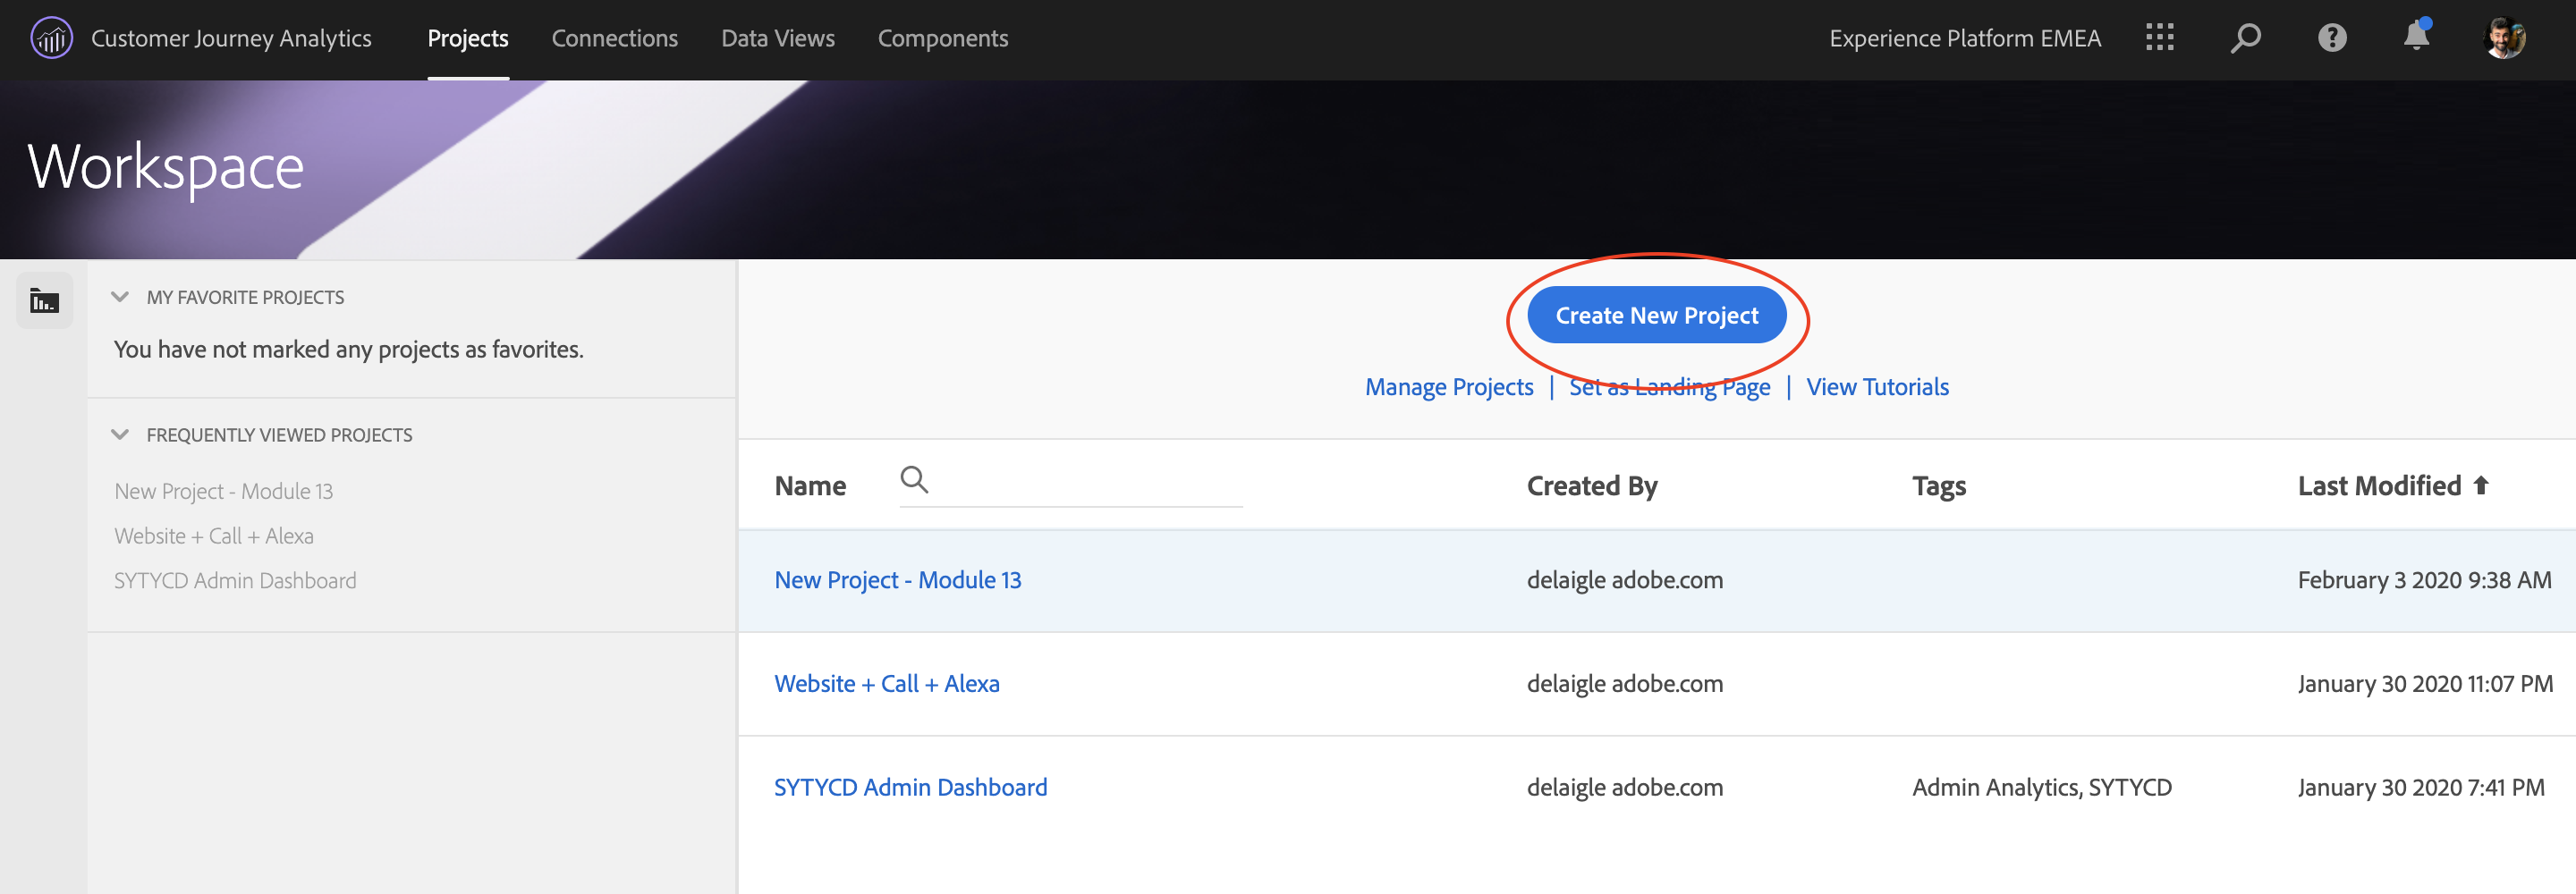 Customer Journey Analytics
Projects
Connections
Data Views
Components
Experience Platform EMEA
Workspace
MY FAVORITE PROJECTS
You have not marked any projects as favorites.
FREQUENTLY VIEWED PROJECTS
New Project - Module 13
Website + Call + Alexa
SYTYCD Admin Dashboard
Create New Project
Manage Projects | Set as Landing Page | View Tutorials
Name Created By Tags Last Modified
New Project - Module 13 delaigle adobe.com February 3 2020 9:38 AM
Website + Call + Alexa delaigle adobe.com January 30 2020 11:07 PM
SYTYCD Admin Dashboard delaigle adobe.com Admin Analytics, SYTYCD January 30 2020 7:41 PM